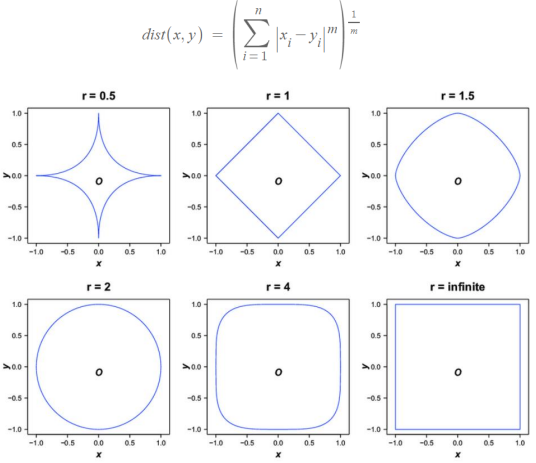 dist(x, y) = ( n ∑ i = 1 |x_i − y_i|^m )^(1/m)
r = 0.5 r = 1 r = 1.5
1.0 1.0 1.0
0.5 0.5 0.5
y 0.0 y 0.0 y 0.0
O O O
−0.5 −0.5 −0.5
−1.0 −1.0 −1.0
−1.0 −0.5 0.0 0.5 1.0 −1.0 −0.5 0.0 0.5 1.0 −1.0 −0.5 0.0 0.5 1.0
x x x
r = 2 r = 4 r = infinite
1.0 1.0 1.0
0.5 0.5 0.5
y 0.0 y 0.0 y 0.0
O O O
−0.5 −0.5 −0.5
−1.0 −1.0 −1.0
−1.0 −0.5 0.0 0.5 1.0 −1.0 −0.5 0.0 0.5 1.0 −1.0 −0.5 0.0 0.5 1.0
x x x